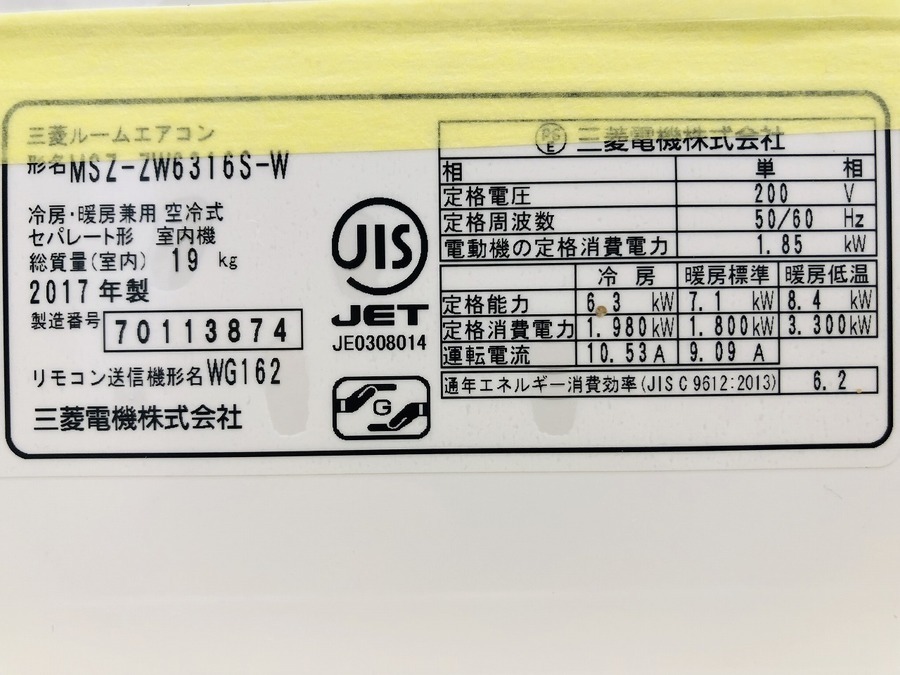 三菱ルームエアコン
形名 MSZ-ZW6316S-W
冷房・暖房兼用 空冷式
セパレート形 室内機
総質量(室内) 19 kg
2017 年製
製造番号 70113874
リモコン送信機形名 WG162
三菱電機株式会社
JIS
JET
JE0308014
G
PS E 三菱電機株式会社
相 単 相
定格電圧 200 V
定格周波数 50/60 Hz
電動機の定格消費電力 1.85 kW
冷 房 暖房標準 暖房低温
定格能力 6.3 kW 7.1 kW 8.4 kW
定格消費電力 1.980 kW 1.800 kW 3.300 kW
運転電流 10.53 A 9.09 A
通年エネルギー消費効率(JIS C 9612:2013) 6.2